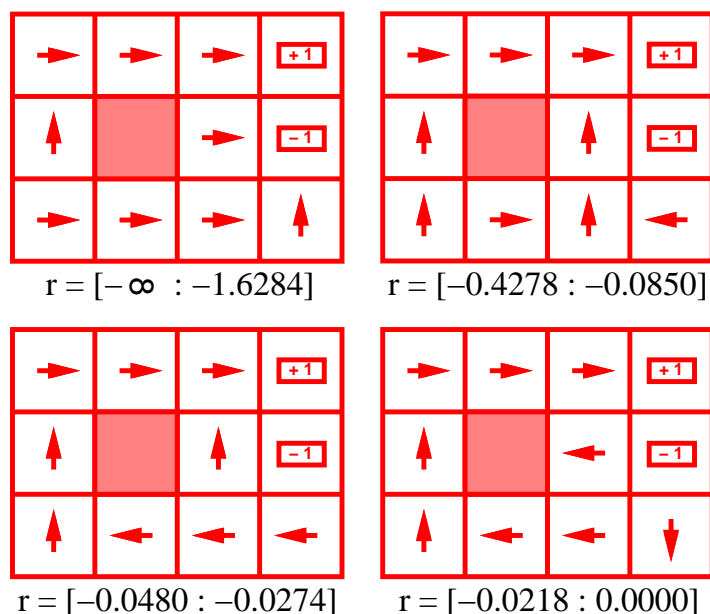 + 1 + 1
− 1 − 1
r = [− ∞ : −1.6284] r = [−0.4278 : −0.0850]
+ 1 + 1
− 1 − 1
r = [−0.0480 : −0.0274] r = [−0.0218 : 0.0000]